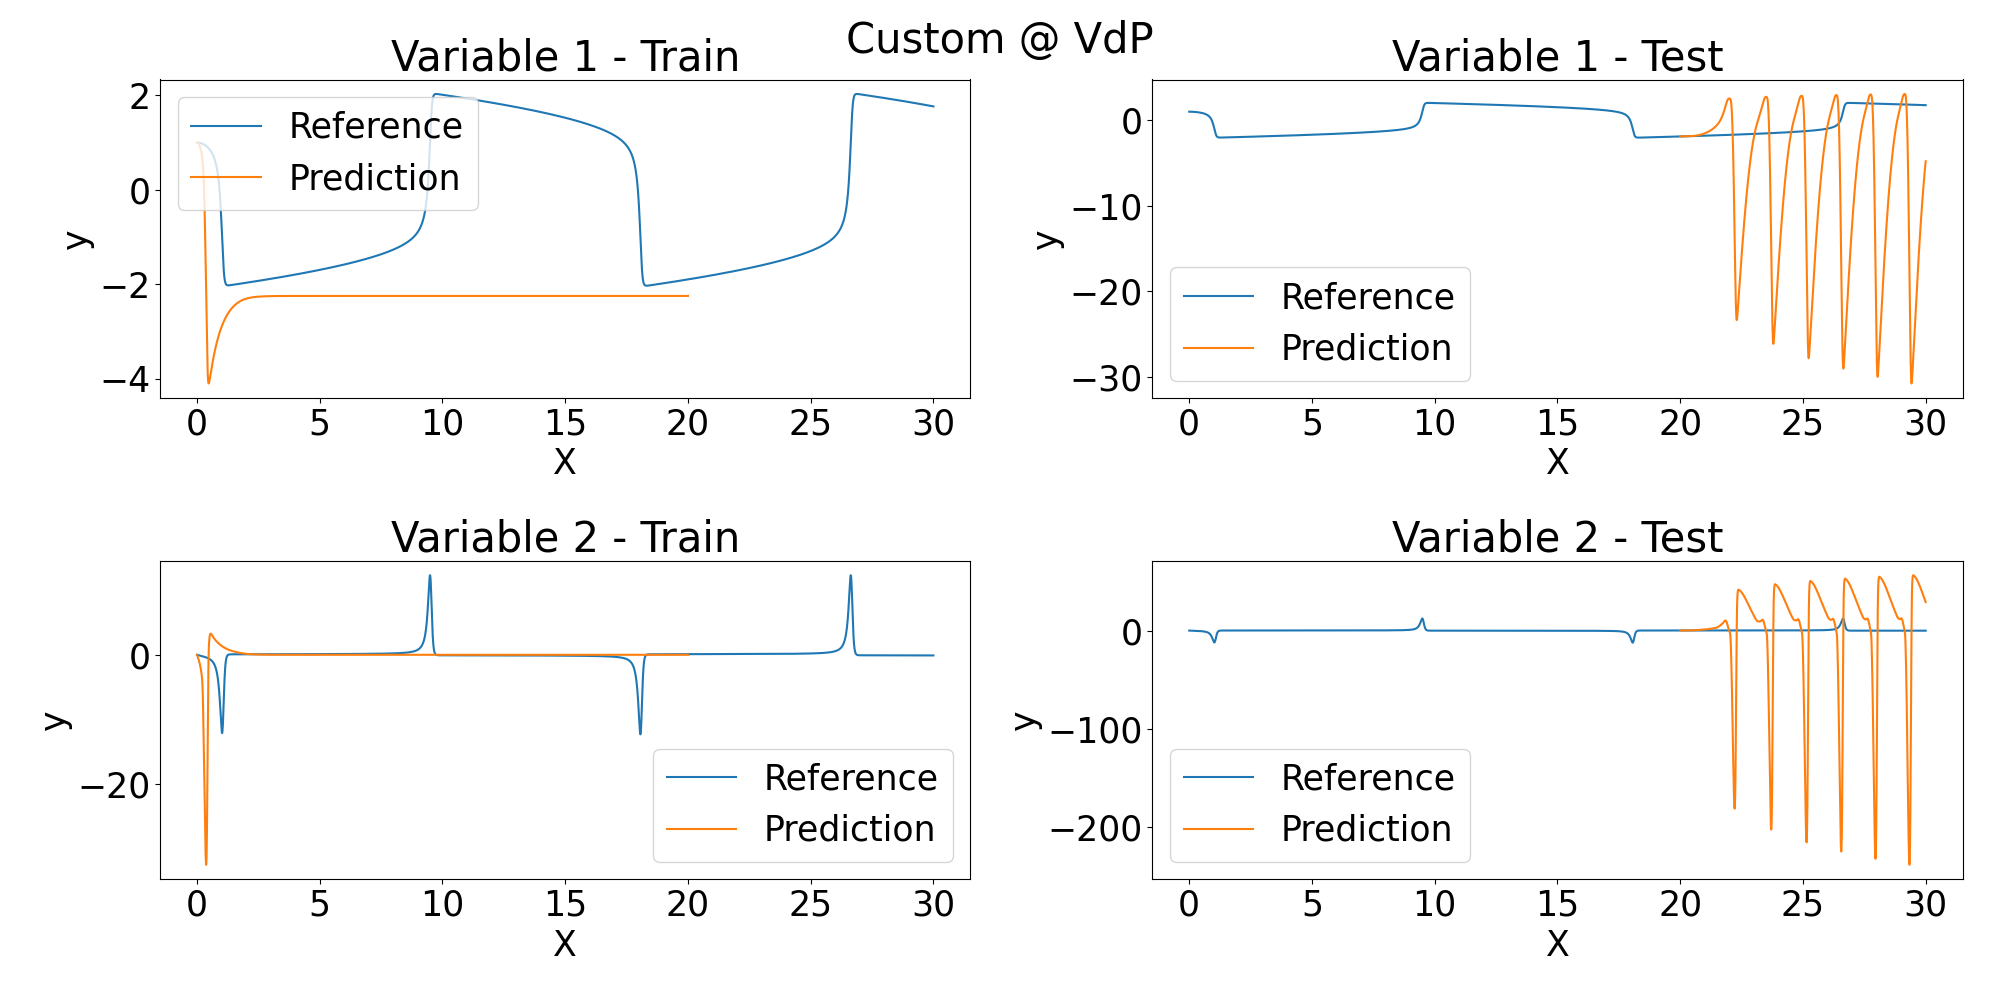 Custom @ VdP
Variable 1 - Train
2
0
−2
−4
y
Reference
Prediction
0 5 10 15 20 25 30
X
Variable 1 - Test
0
−10
−20
−30
y
Reference
Prediction
0 5 10 15 20 25 30
X
Variable 2 - Train
0
−20
y
Reference
Prediction
0 5 10 15 20 25 30
X
Variable 2 - Test
0
−100
−200
y
Reference
Prediction
0 5 10 15 20 25 30
X